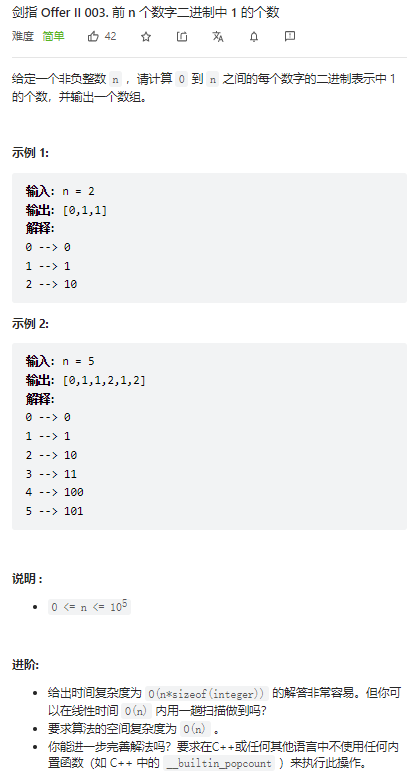 剑指 Offer II 003. 前 n 个数字二进制中 1 的个数
难度 简单 42
给定一个非负整数 n ，请计算 0 到 n 之间的每个数字的二进制表示中 1
的个数，并输出一个数组。
示例 1:
输入: n = 2
输出: [0,1,1]
解释:
0 --> 0
1 --> 1
2 --> 10
示例 2:
输入: n = 5
输出: [0,1,1,2,1,2]
解释:
0 --> 0
1 --> 1
2 --> 10
3 --> 11
4 --> 100
5 --> 101
说明 :
• 0 <= n <= 10⁵
进阶:
• 给出时间复杂度为 O(n*sizeof(integer)) 的解答非常容易。但你可
以在线性时间 O(n) 内用一趟扫描做到吗?
• 要求算法的空间复杂度为 O(n) 。
• 你能进一步完善解法吗? 要求在C++或任何其他语言中不使用任何内
置函数（如 C++ 中的 __builtin_popcount ）来执行此操作。